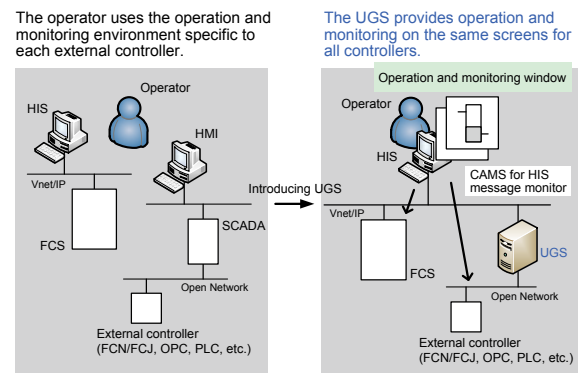 The operator uses the operation and
monitoring environment specific to
each external controller.
Operator
HIS
HMI
Vnet/IP
FCS
SCADA
Open Network
External controller
(FCN/FCJ, OPC, PLC, etc.)
Introducing UGS
The UGS provides operation and
monitoring on the same screens for
all controllers.
Operation and monitoring window
Operator
HIS
CAMS for HIS
message monitor
Vnet/IP
FCS
UGS
Open Network
External controller
(FCN/FCJ, OPC, PLC, etc.)